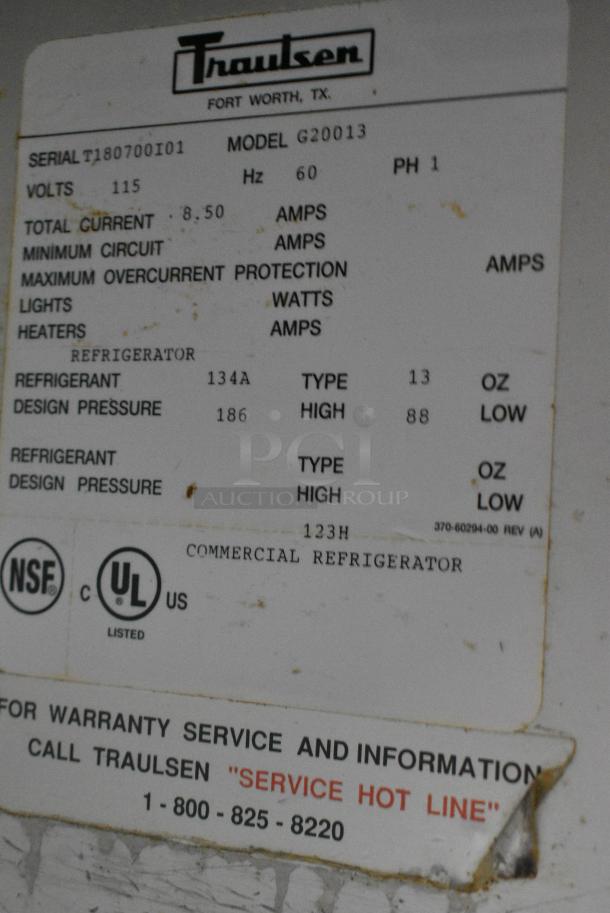 Traulsen
FORT WORTH, TX.
SERIAL T180700I01 MODEL G20013
VOLTS 115 Hz 60 PH 1
TOTAL CURRENT 8.50 AMPS
MINIMUM CIRCUIT AMPS
MAXIMUM OVERCURRENT PROTECTION AMPS
LIGHTS WATTS
HEATERS AMPS
REFRIGERATOR
REFRIGERANT 134A TYPE 13 OZ
DESIGN PRESSURE 186 HIGH 88 LOW
REFRIGERANT TYPE OZ
DESIGN PRESSURE HIGH LOW
pci
AUCTION GROUP
123H 370-60294-00 REV (A)
COMMERCIAL REFRIGERATOR
NSF®
C UL® US
LISTED
FOR WARRANTY SERVICE AND INFORMATION
CALL TRAULSEN "SERVICE HOT LINE"
1-800-825-8220